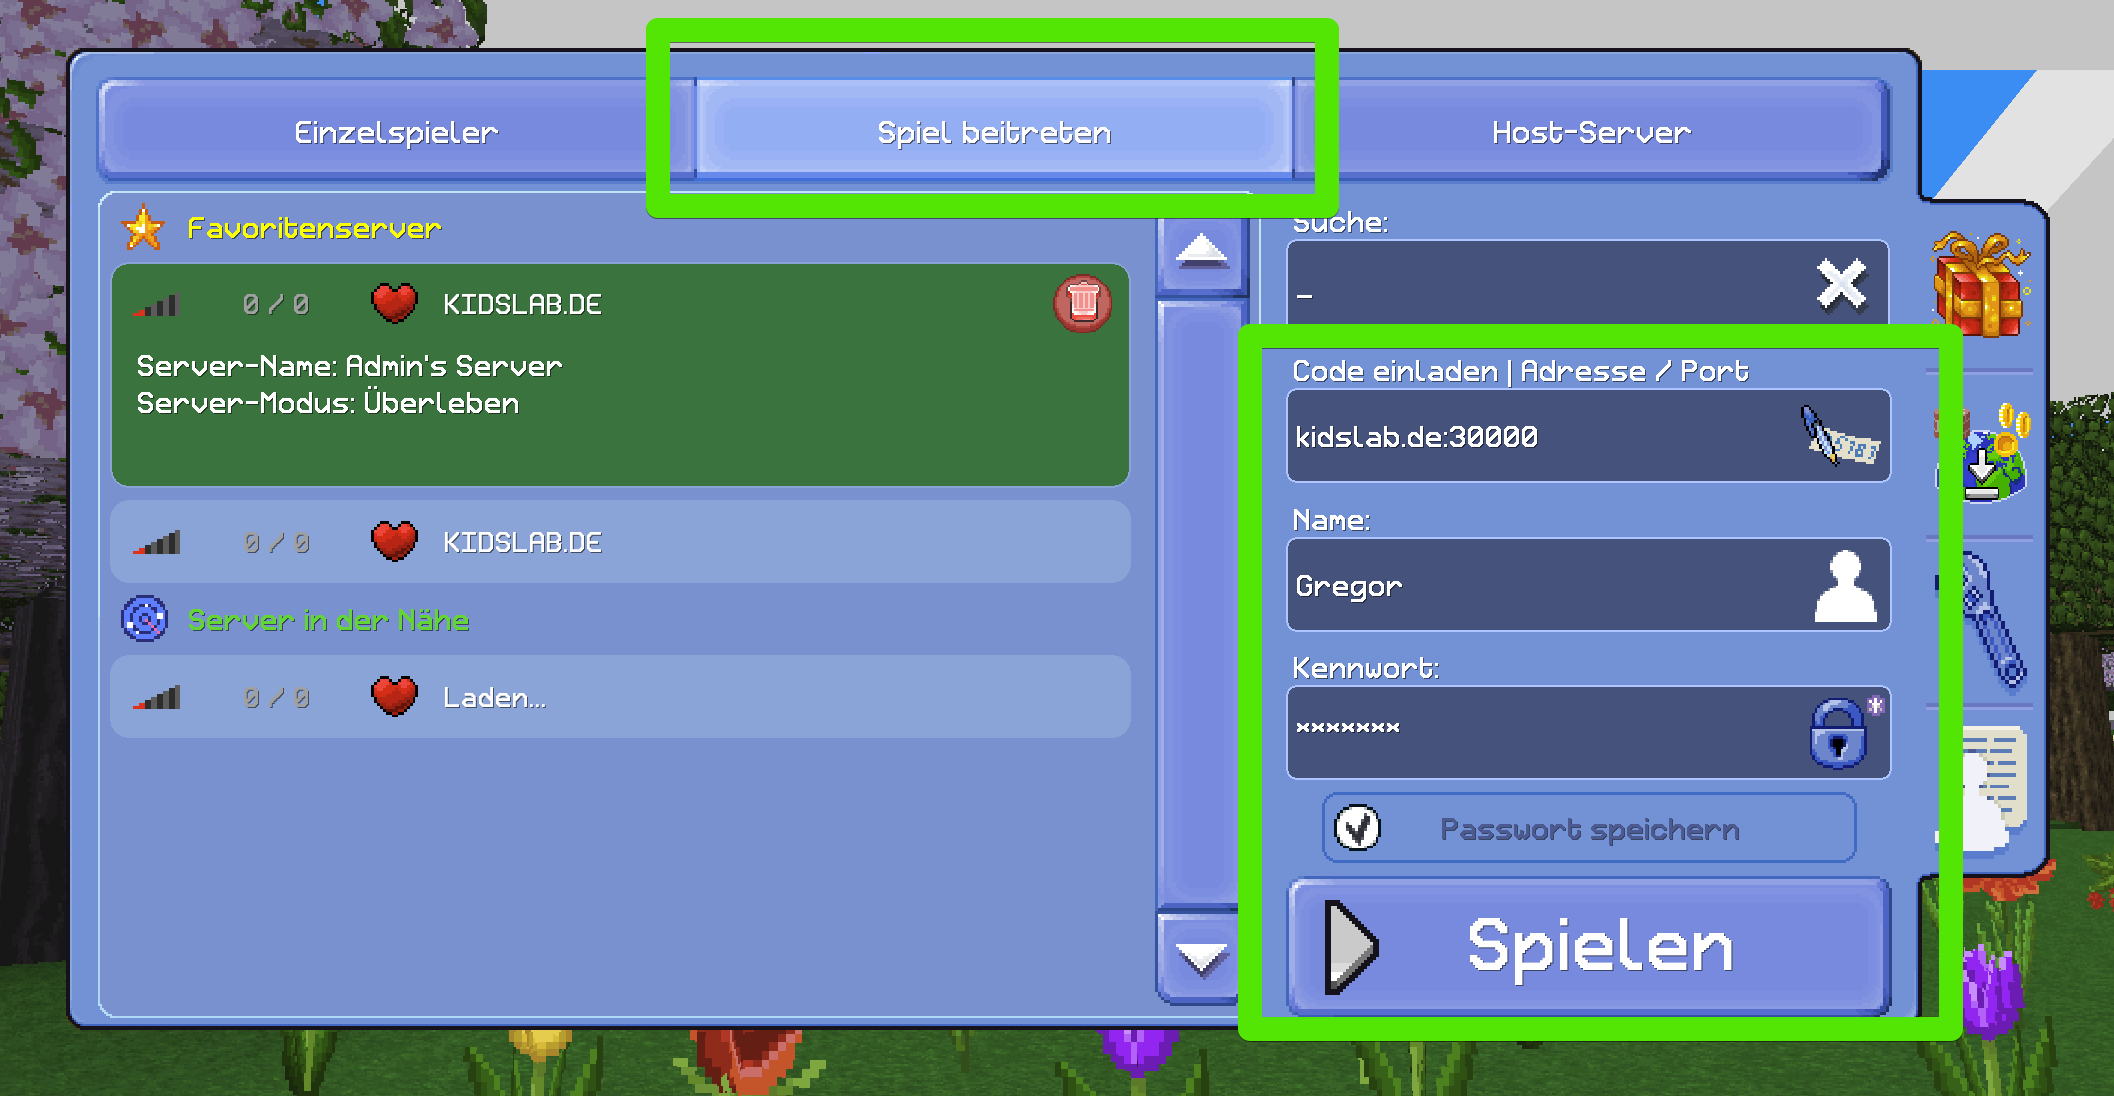 Einzelspieler
Spiel beitreten
Host-Server
Favoritenserver
0 / 0
KIDSLAB.DE
Server-Name: Admin's Server
Server-Modus: Überleben
0 / 0
KIDSLAB.DE
Server in der Nähe
0 / 0
Laden...
Suche:
_
Code einladen | Adresse / Port
kidslab.de:30000
Name:
Gregor
Kennwort:
×××××××
Passwort speichern
Spielen